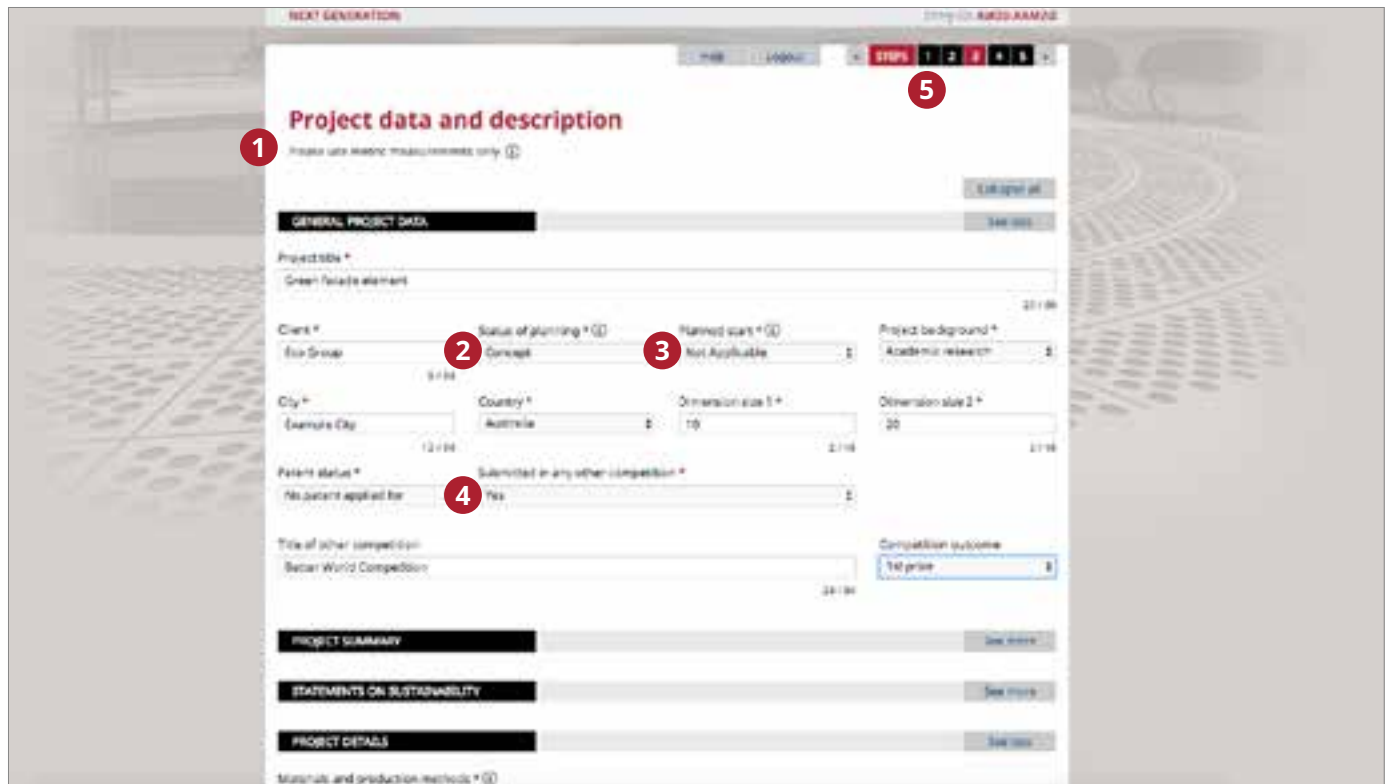 NEXT GENERATION
Help Logout < STEPS 1 2 3 4 5 >
5
Project data and description
1
Please use metric measurements only
Collapse all
GENERAL PROJECT DATA See less
Project title *
Green facade element
Client * Status of planning * Planned start * Project background *
Eco Group 2 Concept 3 Not Applicable Academic research
City * Country * Dimension size 1 * Dimension size 2 *
Example City Australia 10 20
Patent status * Submitted in any other competition *
No patent applied for 4 Yes
Title of other competition Competition outcome
Better World Competition 1st prize
PROJECT SUMMARY See more
STATEMENTS ON SUSTAINABILITY See more
PROJECT DETAILS See less
Materials and production methods *